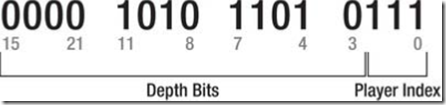 0000 1010 1101 0111
15 21 11 8 7 4 3 0
Depth Bits Player Index